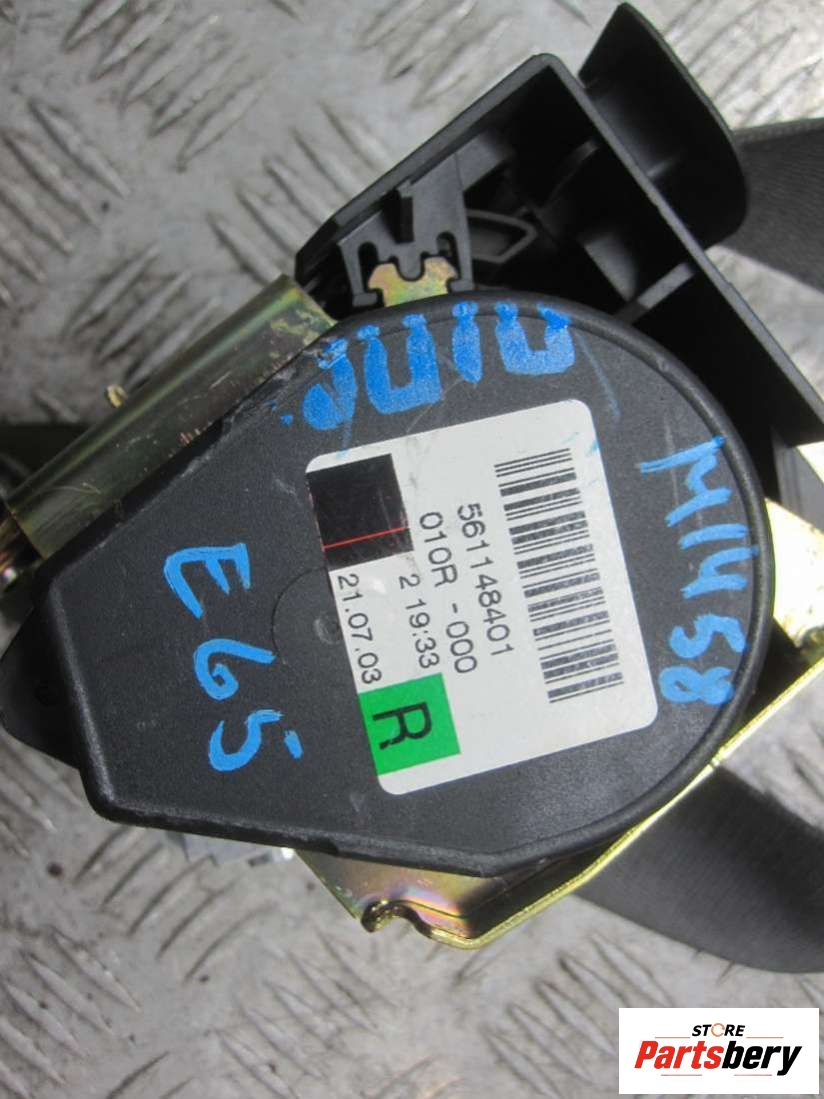 561148401
010R -000
2 19:33
21.07.03
R
E65
M1458
STORE
Partsbery